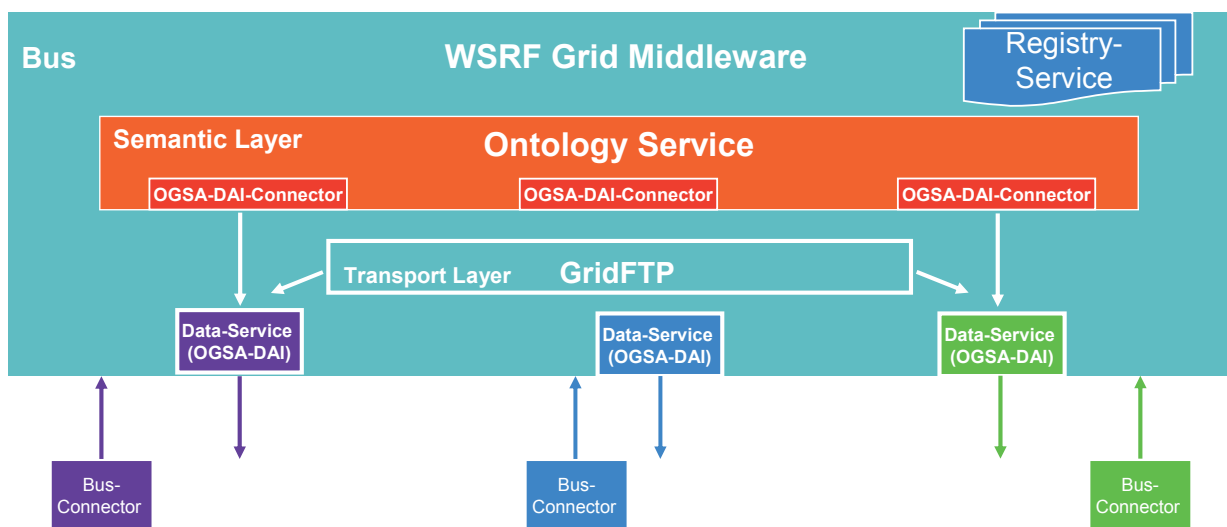 Bus
WSRF Grid Middleware
Registry-
Service
Semantic Layer
Ontology Service
OGSA-DAI-Connector
OGSA-DAI-Connector
OGSA-DAI-Connector
Transport Layer
GridFTP
Data-Service
(OGSA-DAI)
Data-Service
(OGSA-DAI)
Data-Service
(OGSA-DAI)
Bus-
Connector
Bus-
Connector
Bus-
Connector